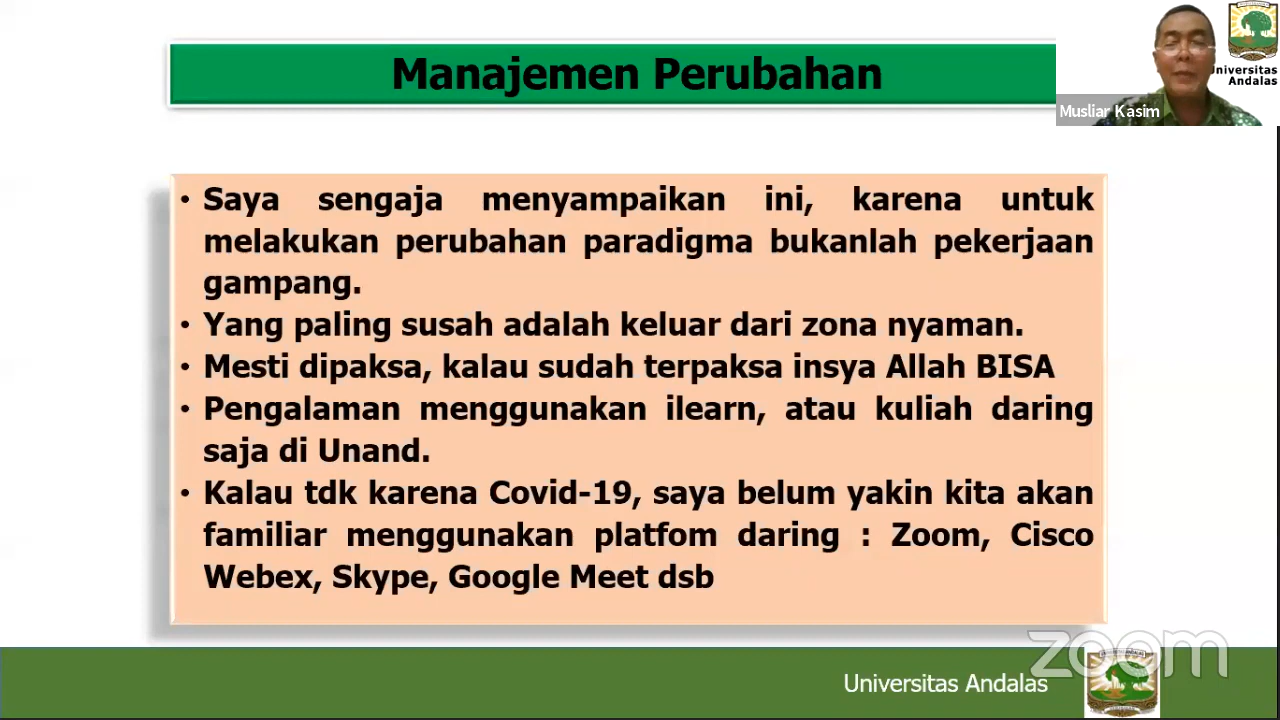 Manajemen Perubahan
Universitas
Andalas
Musliar Kasim
• Saya sengaja menyampaikan ini, karena untuk
melakukan perubahan paradigma bukanlah pekerjaan
gampang.
• Yang paling susah adalah keluar dari zona nyaman.
• Mesti dipaksa, kalau sudah terpaksa insya Allah BISA
• Pengalaman menggunakan ilearn, atau kuliah daring
saja di Unand.
• Kalau tdk karena Covid-19, saya belum yakin kita akan
familiar menggunakan platfom daring : Zoom, Cisco
Webex, Skype, Google Meet dsb
zoom
Universitas Andalas